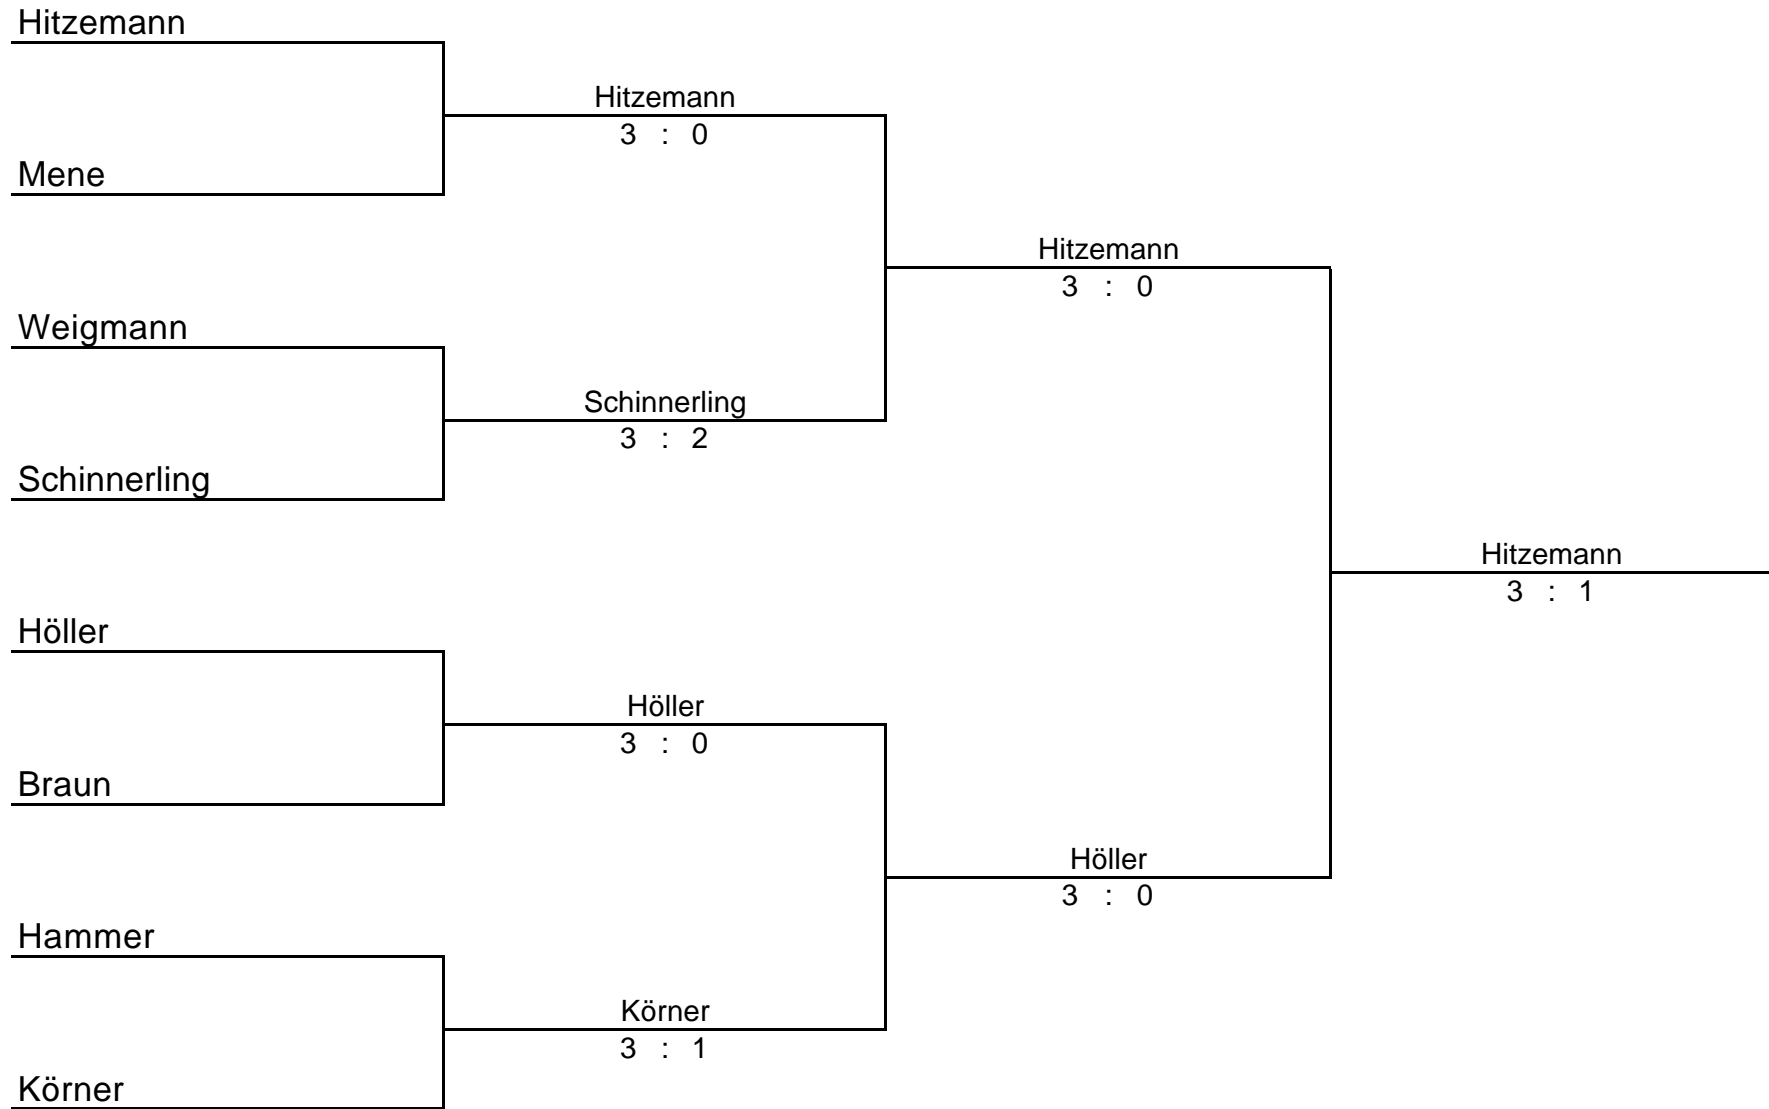 Hitzemann
Hitzemann
3 : 0
Mene
Hitzemann
3 : 0
Weigmann
Schinnerling
3 : 2
Schinnerling
Hitzemann
3 : 1
Höller
Höller
3 : 0
Braun
Höller
3 : 0
Hammer
Körner
3 : 1
Körner